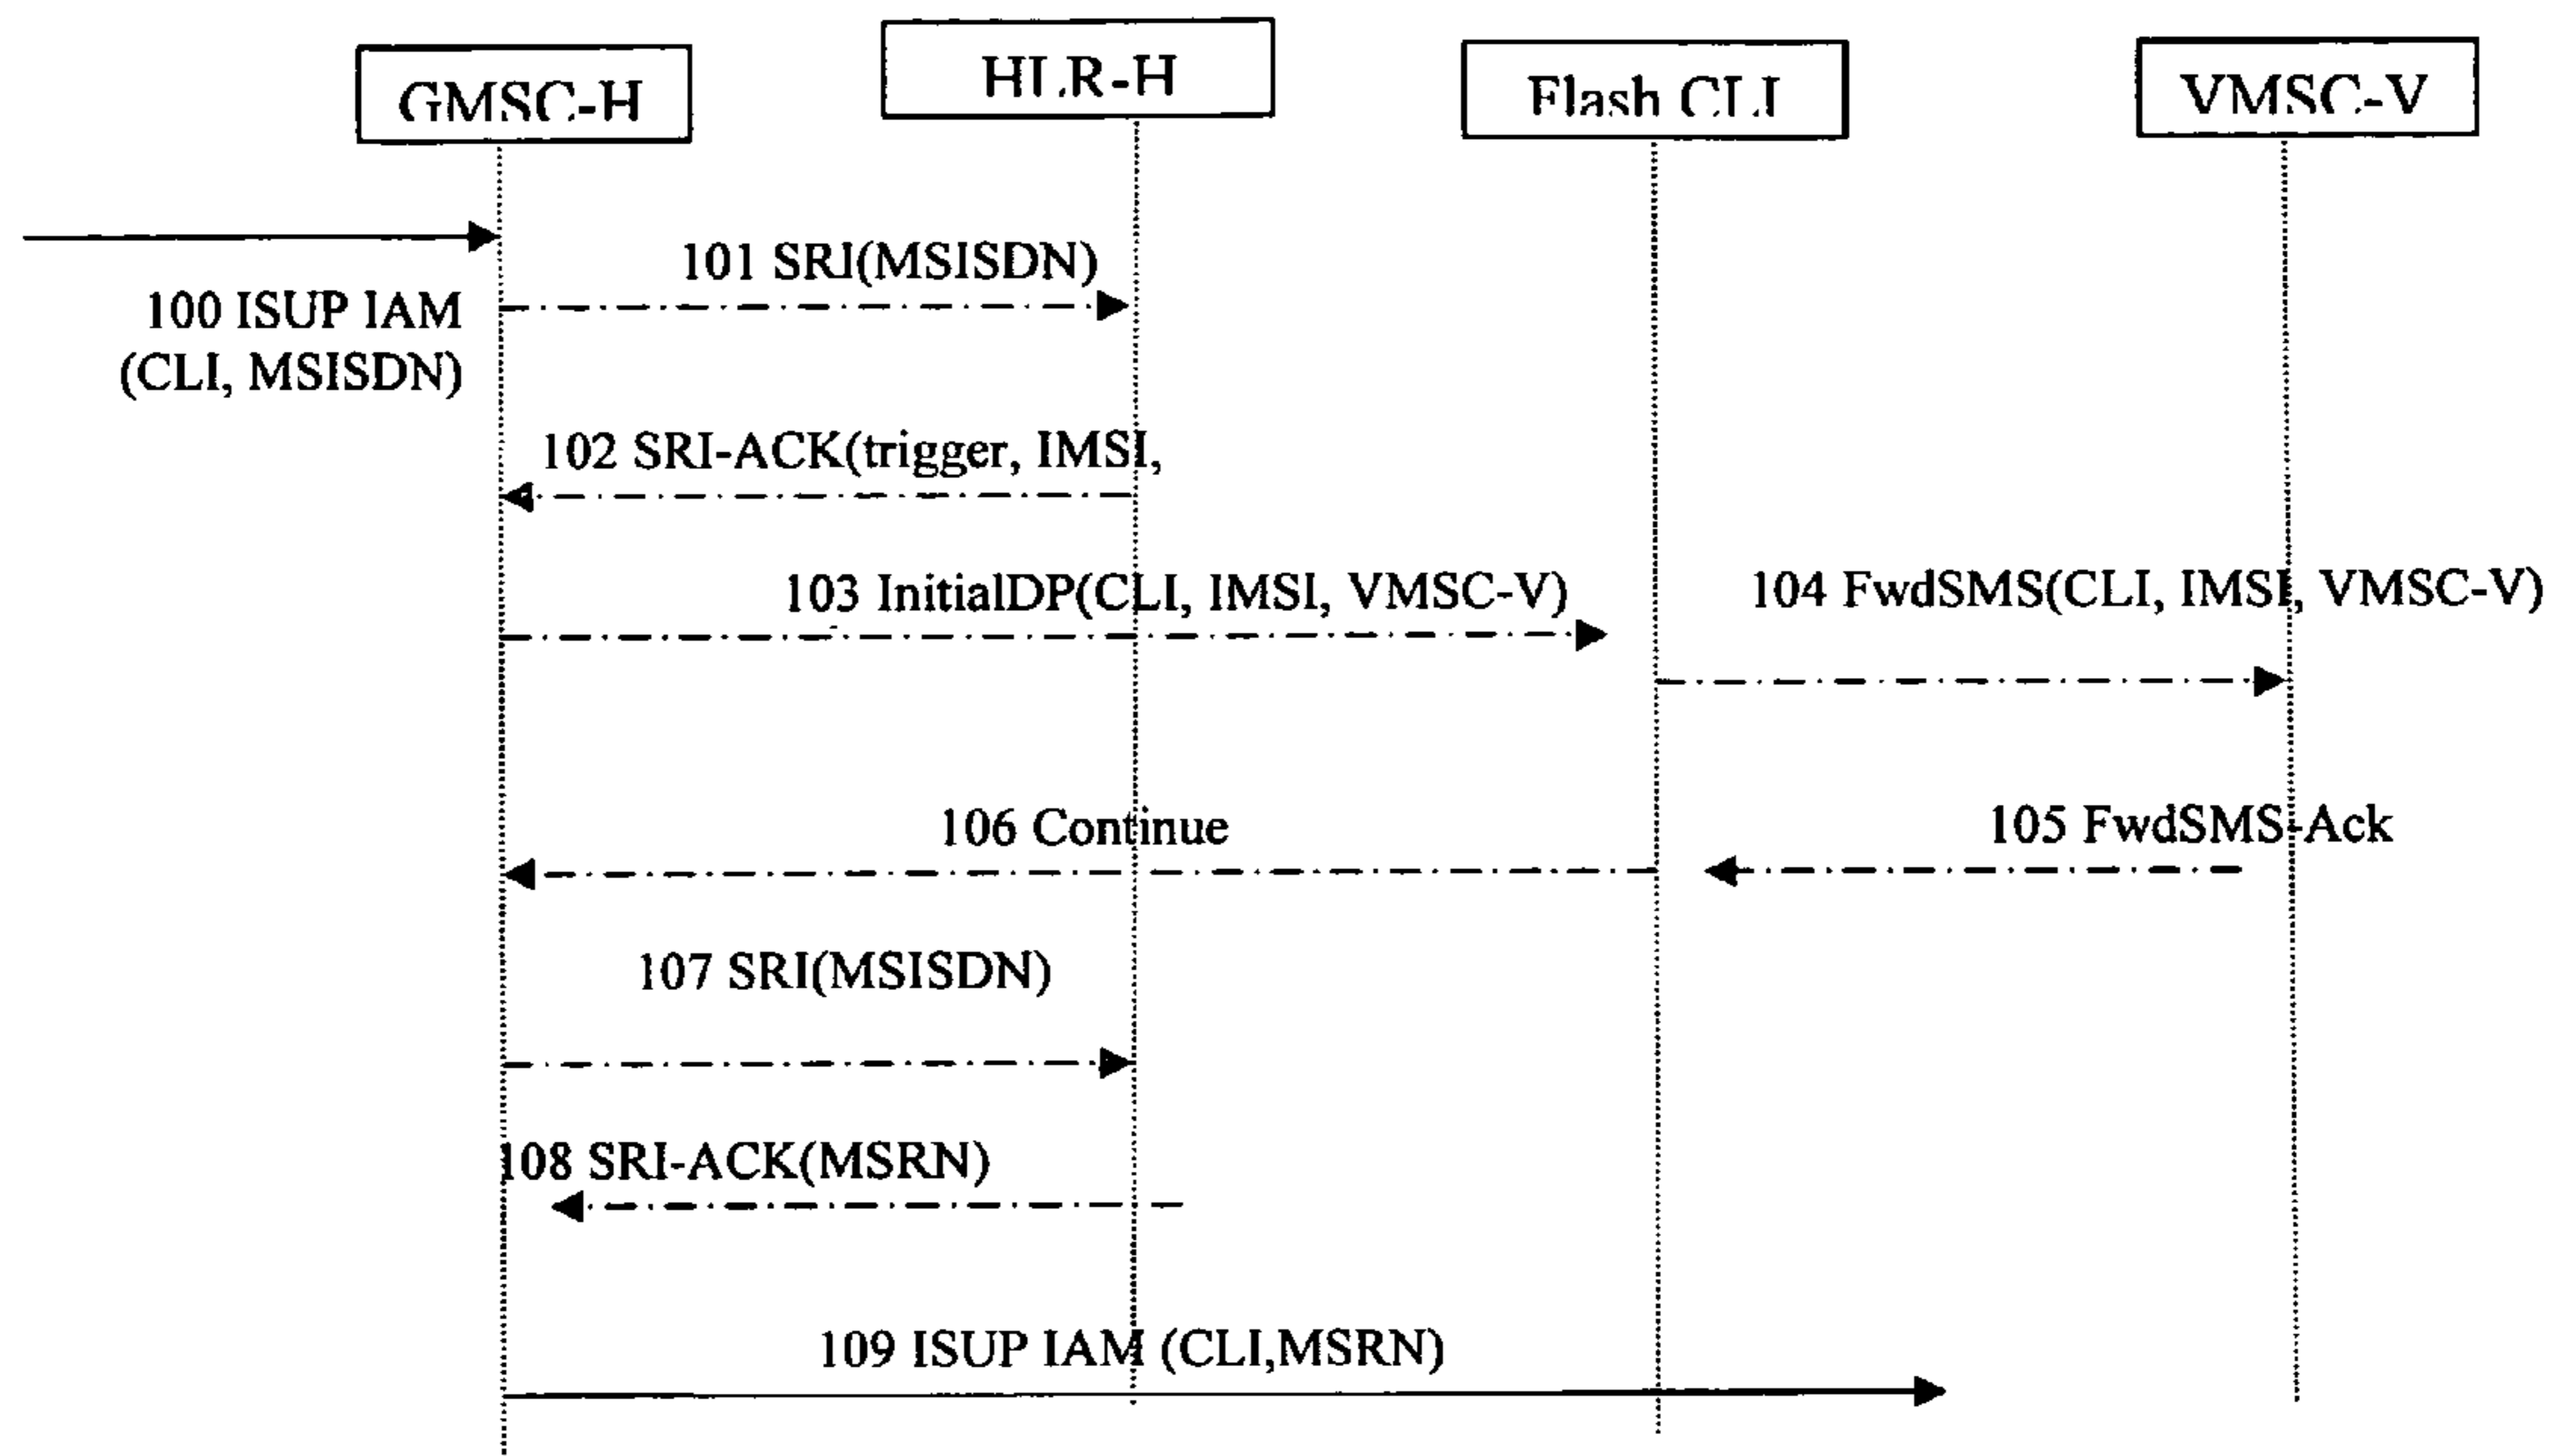 GMSC-H
HLR-H
Flash CLI
VMSC-V
101 SRI(MSISDN)
100 ISUP IAM
(CLI, MSISDN)
102 SRI-ACK(trigger, IMSI,
103 InitialDP(CLI, IMSI, VMSC-V)
104 FwdSMS(CLI, IMSI, VMSC-V)
106 Continue
105 FwdSMS-Ack
107 SRI(MSISDN)
108 SRI-ACK(MSRN)
109 ISUP IAM (CLI,MSRN)